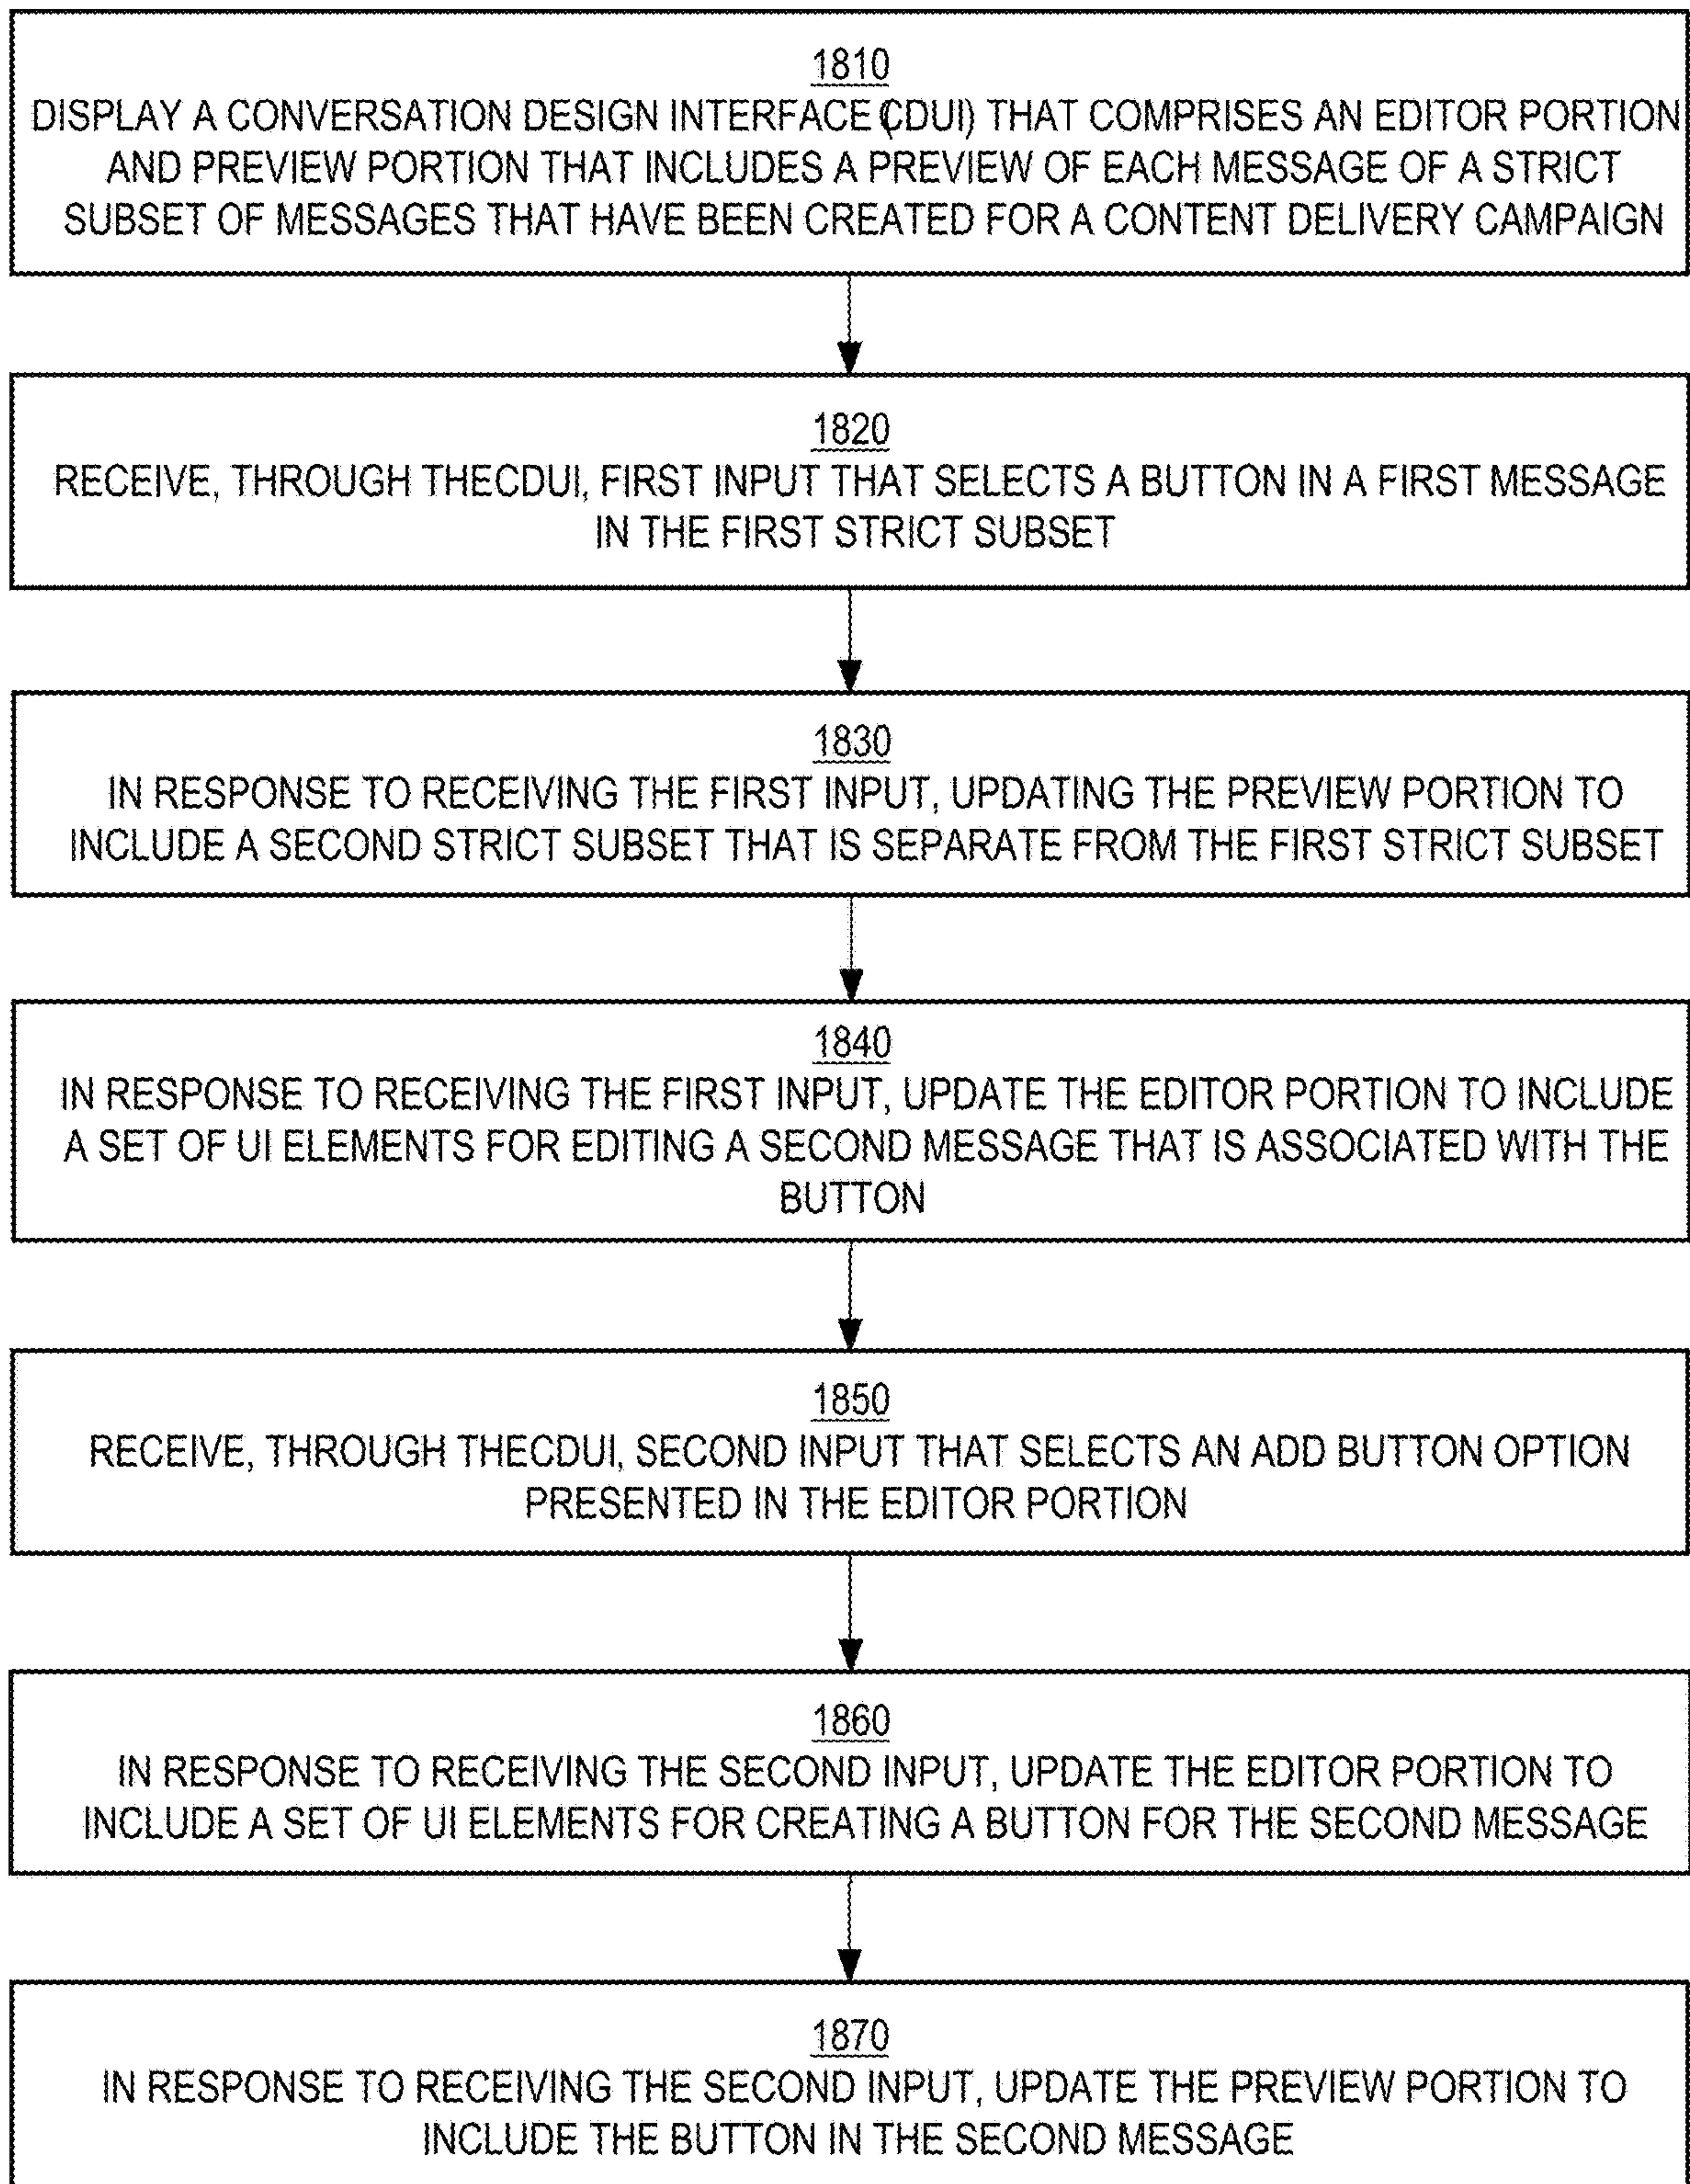 1810
DISPLAY A CONVERSATION DESIGN INTERFACE (CDUI) THAT COMPRISES AN EDITOR PORTION
AND PREVIEW PORTION THAT INCLUDES A PREVIEW OF EACH MESSAGE OF A STRICT
SUBSET OF MESSAGES THAT HAVE BEEN CREATED FOR A CONTENT DELIVERY CAMPAIGN
1820
RECEIVE, THROUGH THECDUI, FIRST INPUT THAT SELECTS A BUTTON IN A FIRST MESSAGE
IN THE FIRST STRICT SUBSET
1830
IN RESPONSE TO RECEIVING THE FIRST INPUT, UPDATING THE PREVIEW PORTION TO
INCLUDE A SECOND STRICT SUBSET THAT IS SEPARATE FROM THE FIRST STRICT SUBSET
1840
IN RESPONSE TO RECEIVING THE FIRST INPUT, UPDATE THE EDITOR PORTION TO INCLUDE
A SET OF UI ELEMENTS FOR EDITING A SECOND MESSAGE THAT IS ASSOCIATED WITH THE
BUTTON
1850
RECEIVE, THROUGH THECDUI, SECOND INPUT THAT SELECTS AN ADD BUTTON OPTION
PRESENTED IN THE EDITOR PORTION
1860
IN RESPONSE TO RECEIVING THE SECOND INPUT, UPDATE THE EDITOR PORTION TO
INCLUDE A SET OF UI ELEMENTS FOR CREATING A BUTTON FOR THE SECOND MESSAGE
1870
IN RESPONSE TO RECEIVING THE SECOND INPUT, UPDATE THE PREVIEW PORTION TO
INCLUDE THE BUTTON IN THE SECOND MESSAGE